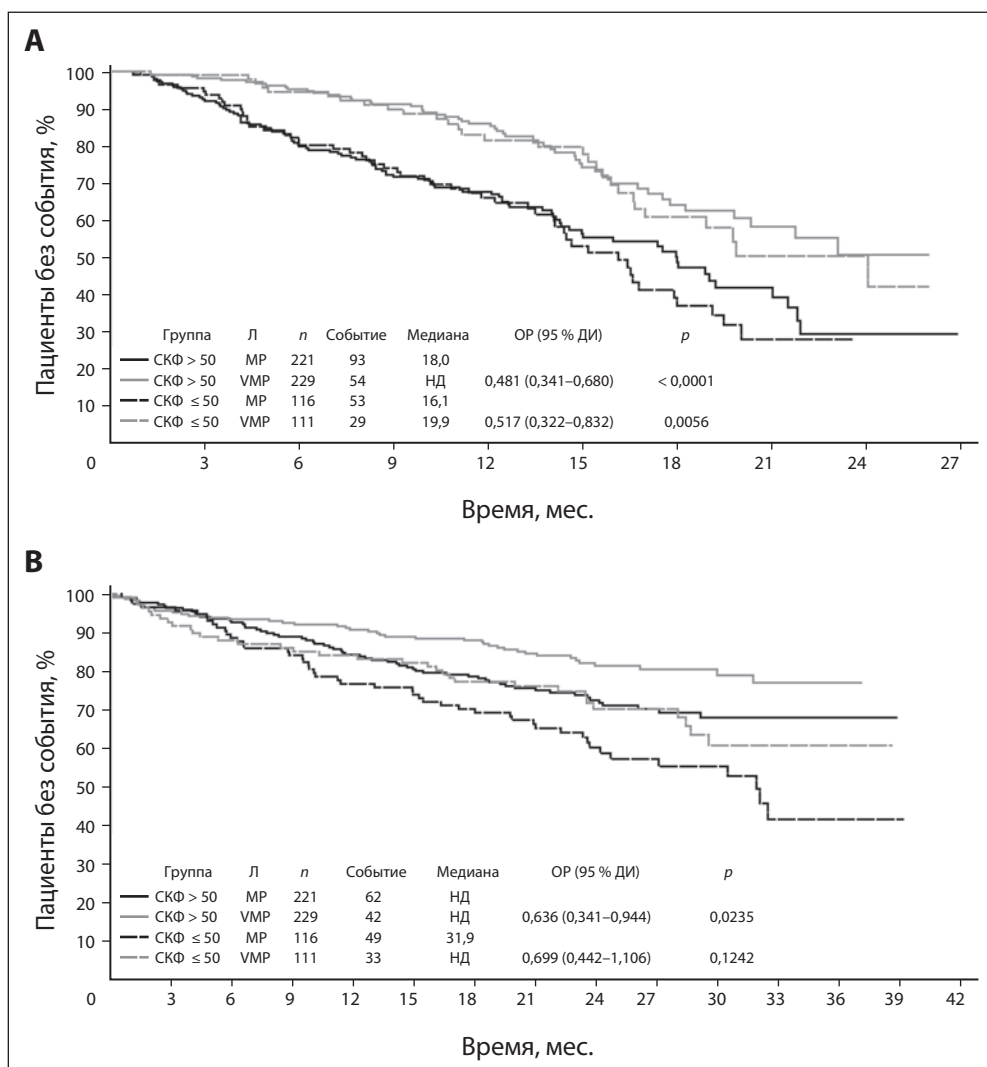 A
Пациенты без события, %
100
90
80
70
60
50
40
30
20
10
Группа Л n Событие Медиана ОР (95 % ДИ) p
СКФ > 50 MP 221 93 18,0
СКФ > 50 VMP 229 54 НД 0,481 (0,341–0,680) < 0,0001
СКФ ≤ 50 MP 116 53 16,1
СКФ ≤ 50 VMP 111 29 19,9 0,517 (0,322–0,832) 0,0056
0 3 6 9 12 15 18 21 24 27
Время, мес.
B
Пациенты без события, %
100
90
80
70
60
50
40
30
20
10
Группа Л n Событие Медиана ОР (95 % ДИ) p
СКФ > 50 MP 221 62 НД
СКФ > 50 VMP 229 42 НД 0,636 (0,341–0,944) 0,0235
СКФ ≤ 50 MP 116 49 31,9
СКФ ≤ 50 VMP 111 33 НД 0,699 (0,442–1,106) 0,1242
0 3 6 9 12 15 18 21 24 27 30 33 36 39 42
Время, мес.